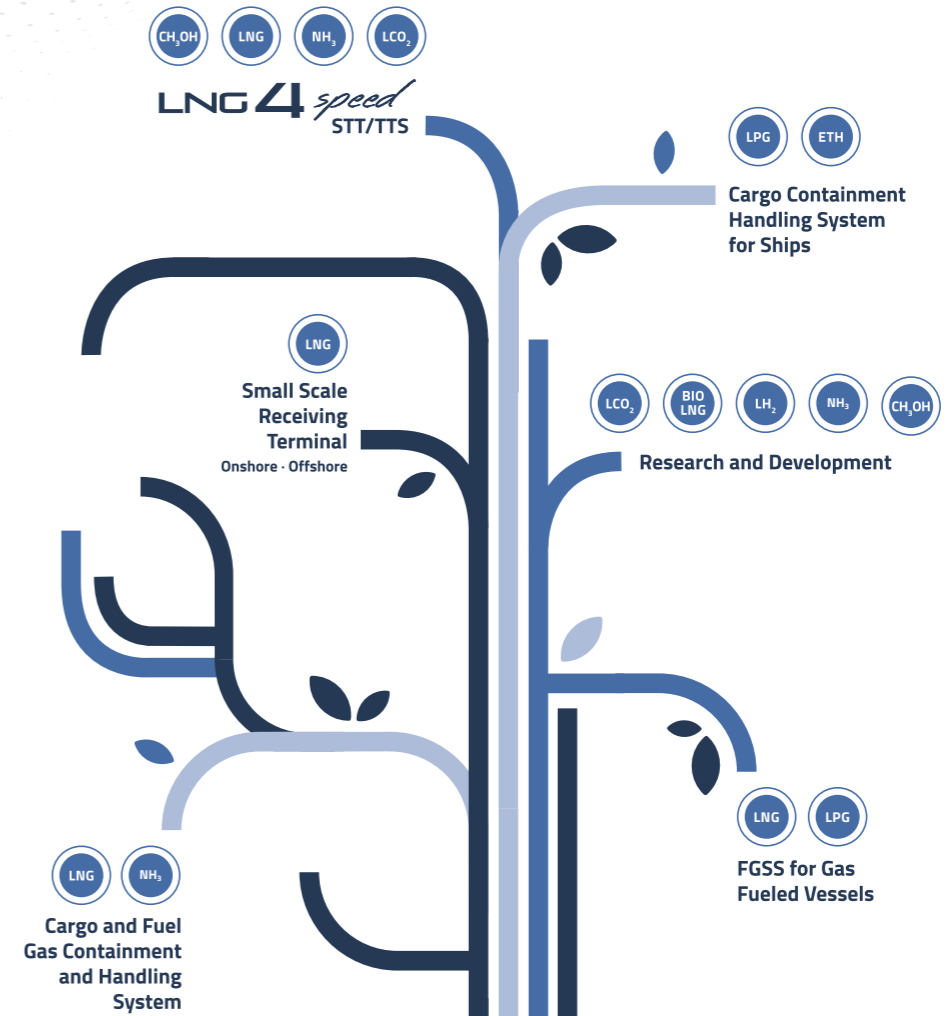 CH₃OH LNG NH₃ LCO₂
LNG4speed
STT/TTS
LPG ETH
Cargo Containment
Handling System
for Ships
LNG
Small Scale
Receiving
Terminal
Onshore · Offshore
LCO₂ BIO LNG LH₂ NH₃ CH₃OH
Research and Development
LNG LPG
FGSS for Gas
Fueled Vessels
LNG NH₃
Cargo and Fuel
Gas Containment
and Handling
System